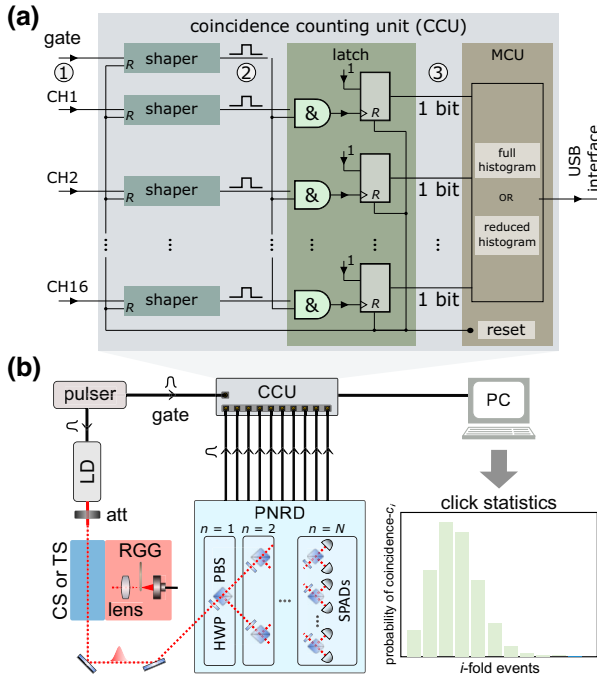 (a)
coincidence counting unit (CCU)
gate
① R shaper ② latch ③ MCU
CH1 R shaper & 1 R 1 bit
CH2 R shaper & 1 R 1 bit
full histogram
OR
reduced histogram
USB interface
... ... ... ...
CH16 R shaper & 1 R 1 bit
reset
(b)
pulser
gate
CCU
PC
LD
att
CS or TS
RGG
lens
PNRD
n = 1 n = 2 n = N
HWP PBS ... SPADs
...
click statistics
probability of coincidence-ci
i-fold events